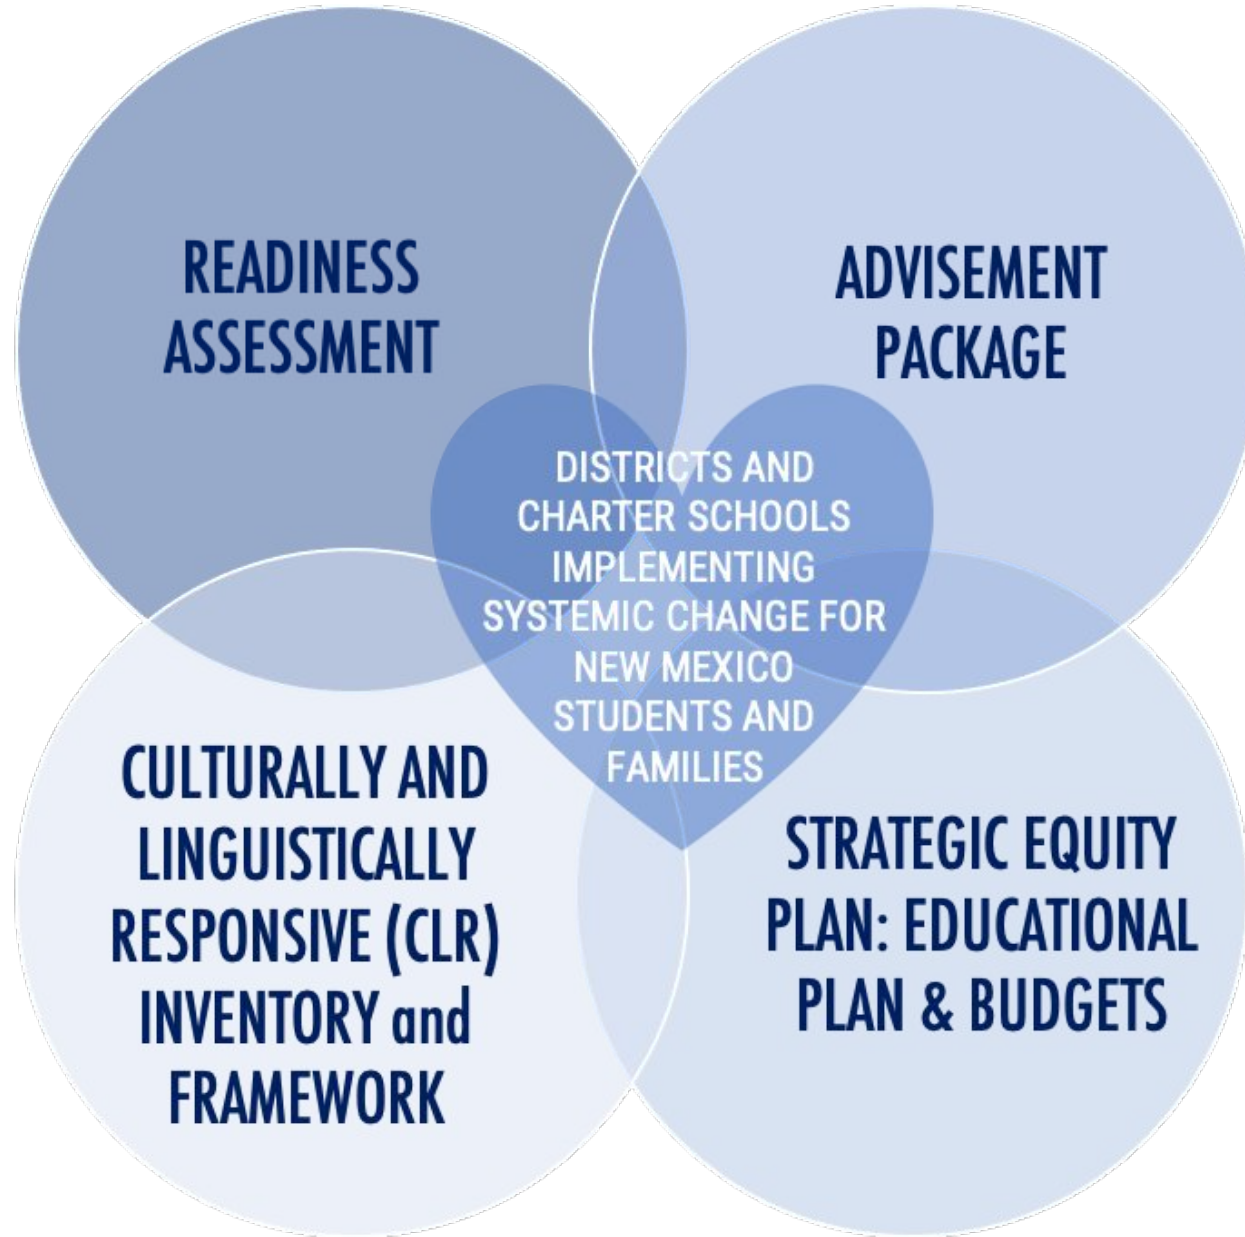 READINESS
ASSESSMENT
ADVISEMENT
PACKAGE
DISTRICTS AND
CHARTER SCHOOLS
IMPLEMENTING
SYSTEMIC CHANGE FOR
NEW MEXICO
STUDENTS AND
FAMILIES
CULTURALLY AND
LINGUISTICALLY
RESPONSIVE (CLR)
INVENTORY and
FRAMEWORK
STRATEGIC EQUITY
PLAN: EDUCATIONAL
PLAN & BUDGETS